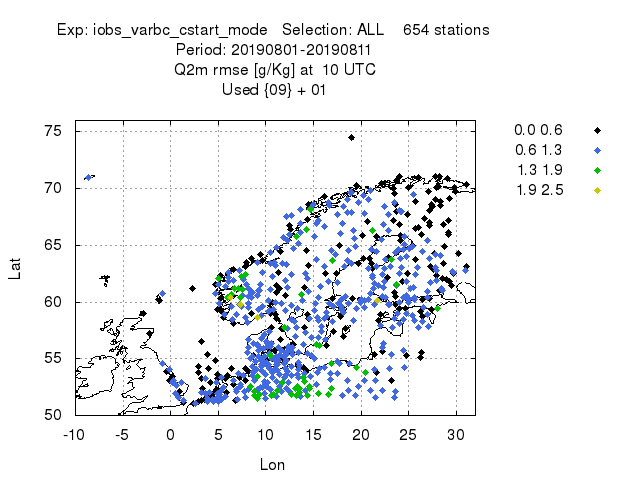 Exp: iobs_varbc_cstart_mode Selection: ALL 654 stations
Period: 20190801-20190811
Q2m rmse [g/Kg] at 10 UTC
Used {09} + 01
0.0 0.6
0.6 1.3
1.3 1.9
1.9 2.5
75
70
65
60
55
50
Lat
-10 -5 0 5 10 15 20 25 30
Lon